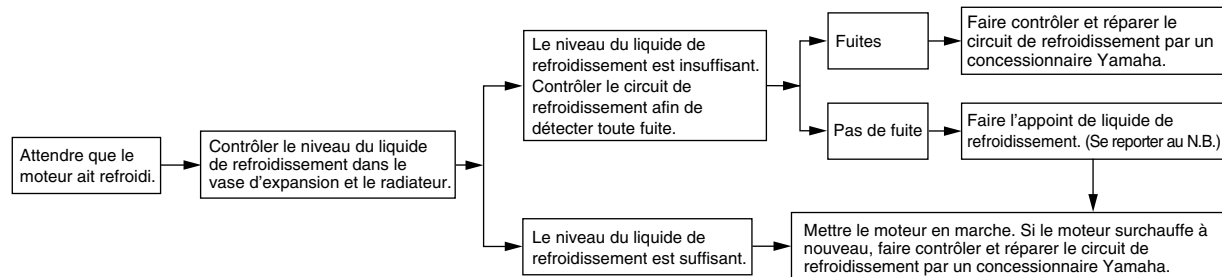 Attendre que le
moteur ait refroidi.
Contrôler le niveau du liquide
de refroidissement dans le
vase d'expansion et le radiateur.
Le niveau du liquide de
refroidissement est insuffisant.
Contrôler le circuit de
refroidissement afin de
détecter toute fuite.
Fuites
Faire contrôler et réparer le
circuit de refroidissement par un
concessionnaire Yamaha.
Pas de fuite
Faire l'appoint de liquide de
refroidissement. (Se reporter au N.B.)
Le niveau du liquide de
refroidissement est suffisant.
Mettre le moteur en marche. Si le moteur surchauffe à
nouveau, faire contrôler et réparer le circuit de
refroidissement par un concessionnaire Yamaha.